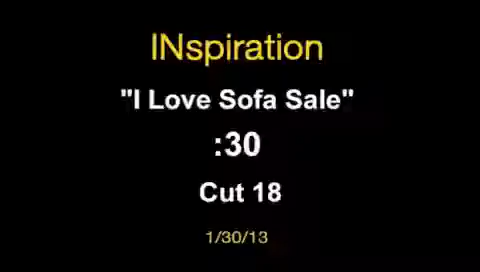 INspiration
"I Love Sofa Sale"
:30
Cut 18
1/30/13